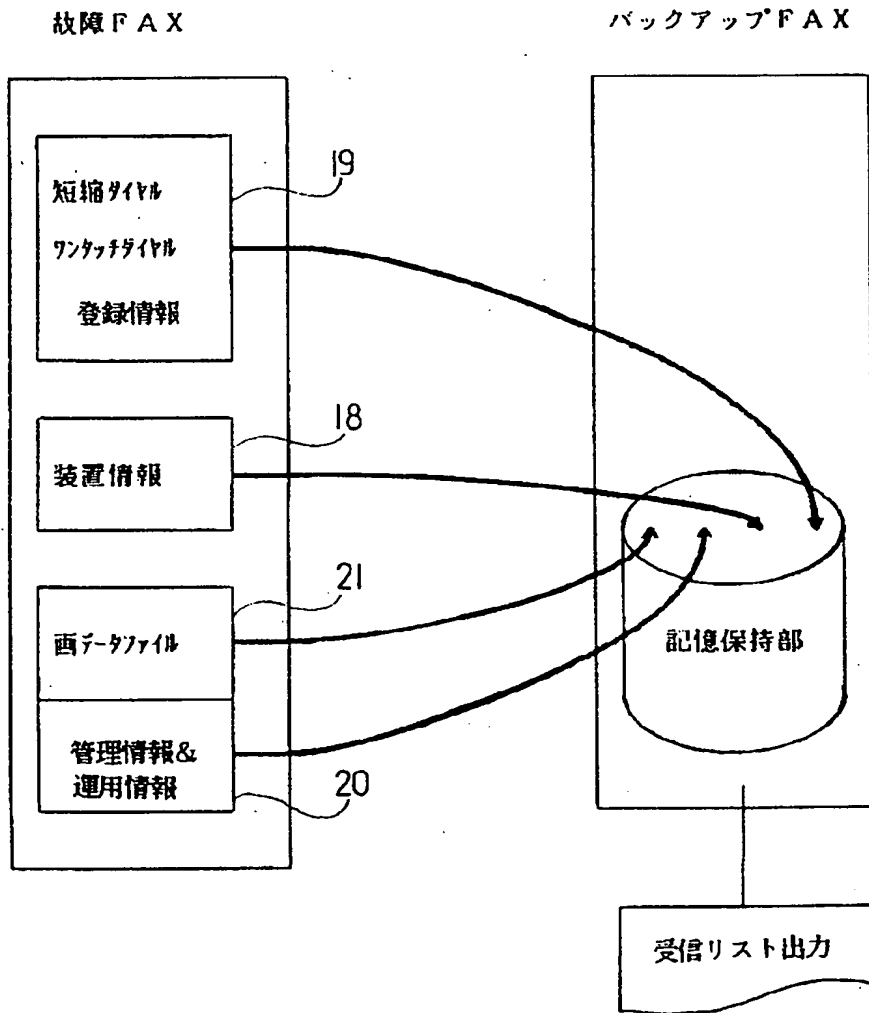 故障FAX
バックアップFAX
19
短縮ダイヤル
ワンタッチダイヤル
登録情報
18
装置情報
21
画データファイル
記憶保持部
管理情報&
運用情報
20
受信リスト出力